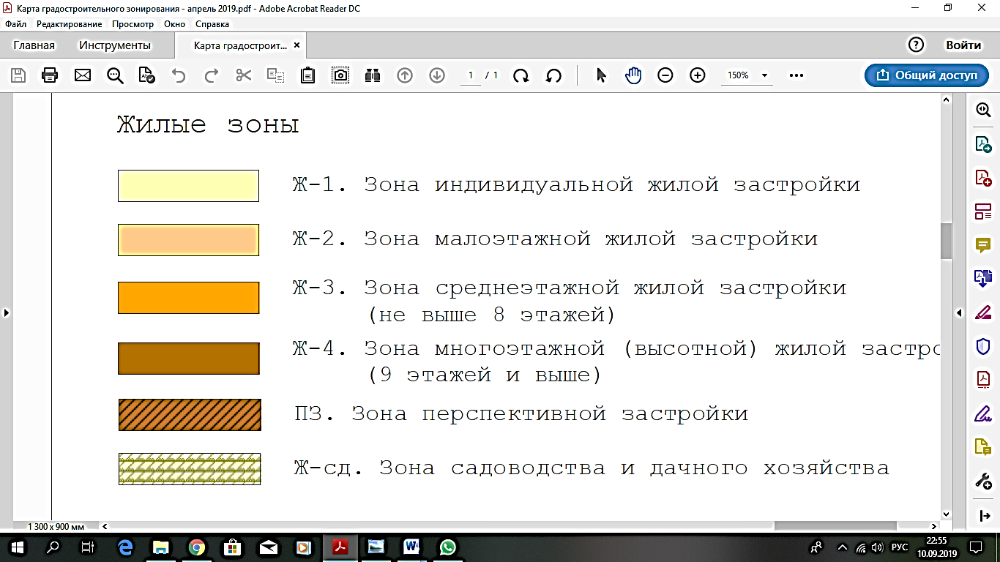 Карта градостроительного зонирования - апрель 2019.pdf - Adobe Acrobat Reader DC
Файл Редактирование Просмотр Окно Справка
Главная Инструменты Карта градостроит... × Войти
1 / 1 150% Общий доступ
Жилые зоны
Ж-1. Зона индивидуальной жилой застройки
Ж-2. Зона малоэтажной жилой застройки
Ж-3. Зона среднеэтажной жилой застройки
(не выше 8 этажей)
Ж-4. Зона многоэтажной (высотной) жилой застро
(9 этажей и выше)
ПЗ. Зона перспективной застройки
Ж-сд. Зона садоводства и дачного хозяйства
1 300 x 900 мм
РУС
22:55
10.09.2019